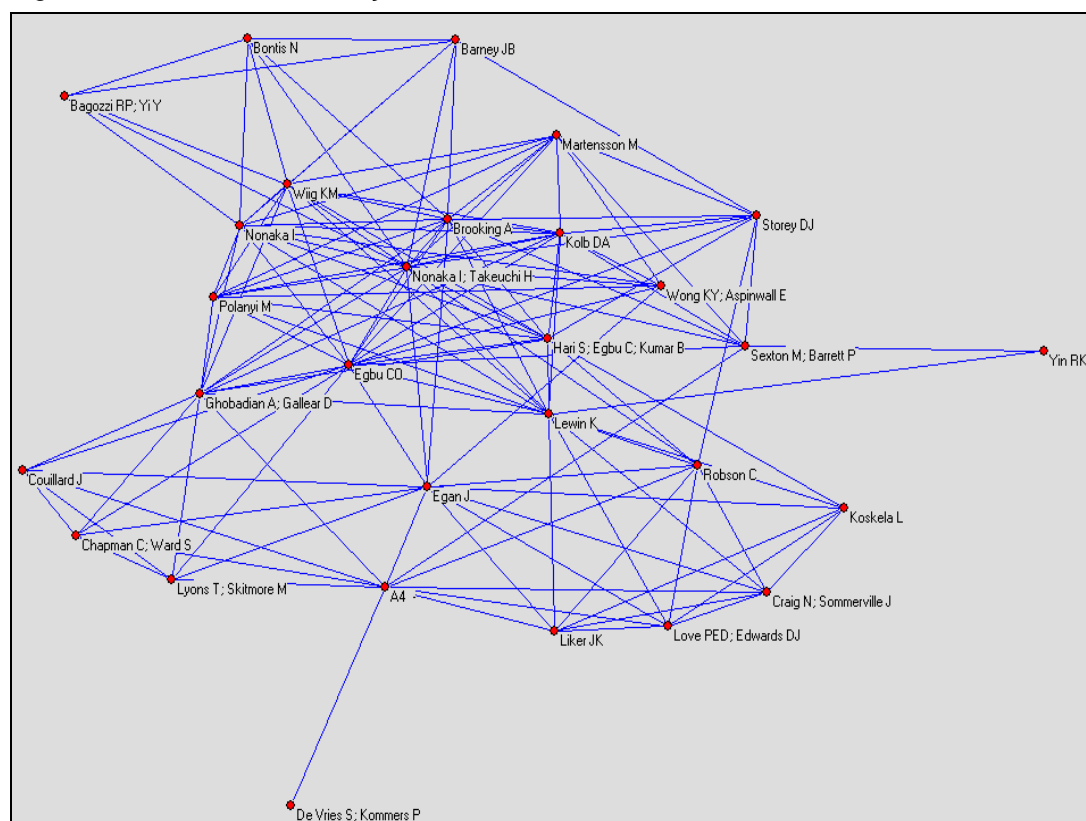 Bontis N
Barney JB
Bagozzi RP; Yi Y
Martensson M
Wiig KM
Storey DJ
Nonaka I
Brooking A
Kolb DA
Nonaka I; Takeuchi H
Wong KY; Aspinwall E
Polanyi M
Hari S; Egbu C; Kumar B
Sexton M; Barrett P
Yin RK
Egbu CO
Ghobadian A; Gallear D
Lewin K
Couillard J
Robson C
Egan J
Koskela L
Chapman C; Ward S
Lyons T; Skitmore M
A4
Craig N; Sommerville J
Liker JK
Love PED; Edwards DJ
De Vries S; Kommers P